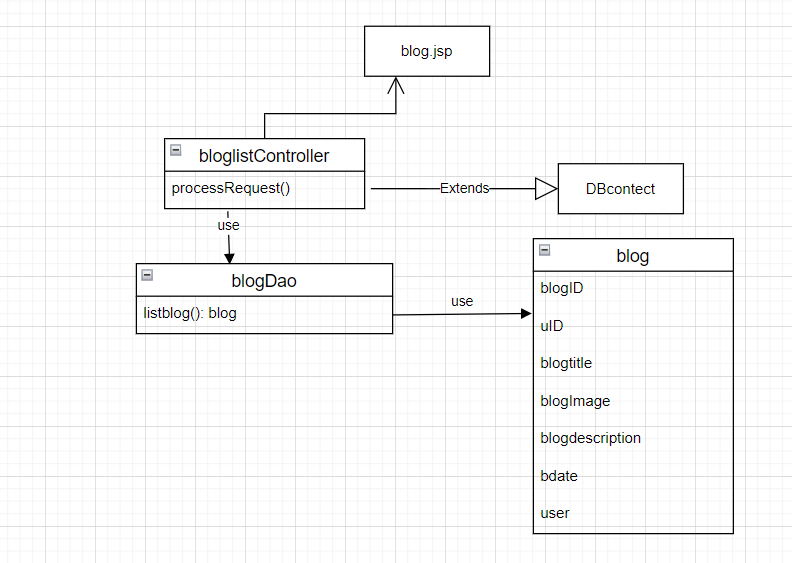 blog.jsp
bloglistController
processRequest()
Extends
DBcontect
use
blogDao
listblog(): blog
use
blog
blogID
uID
blogtitle
blogImage
blogdescription
bdate
user